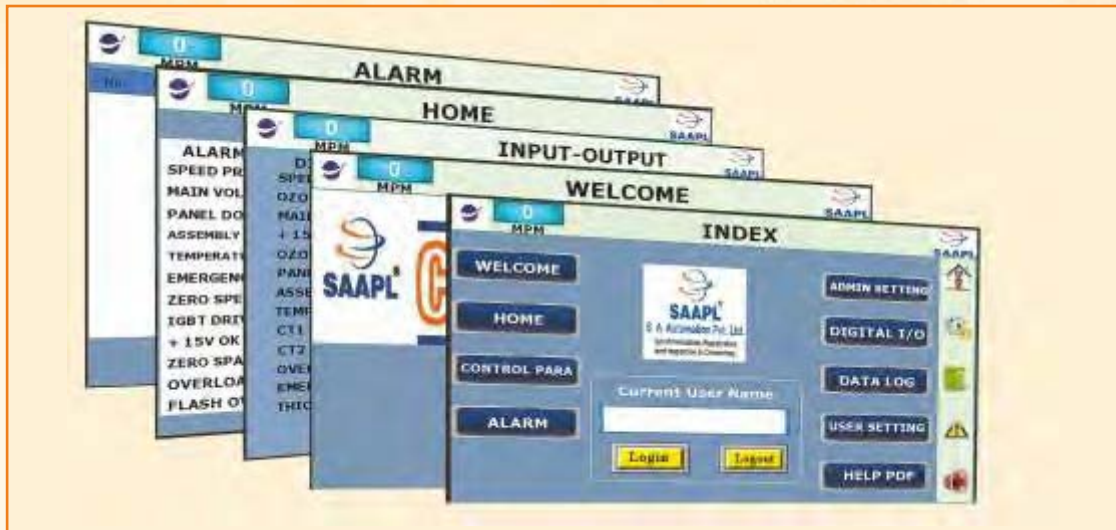 0
MPM
ALARM
SAAPL
No.
0
MPM
HOME
SAAPL
ALARM
SPEED PR
MAIN VOL
PANEL DO
ASSEMBLY
TEMPERAT
EMERGEN
ZERO SPE
IGBT DRI
+ 15V OK
ZERO SPA
OVERLOA
FLASH O
0
MPM
INPUT-OUTPUT
SAAPL
D
SPE
OZO
MAI
+ 15
OZO
PAN
ASSE
TEMP
CT1
CT2
OVE
EME
THIC
0
MPM
WELCOME
SAAPL
SAAPL
C
0
MPM
INDEX
SAAPL
WELCOME
HOME
CONTROL PARA
ALARM
SAAPL
S. A. Automation Pvt. Ltd.
Current User Name
Login
Logout
ADMIN SETTING
DIGITAL I/O
DATA LOG
USER SETTING
HELP PDF